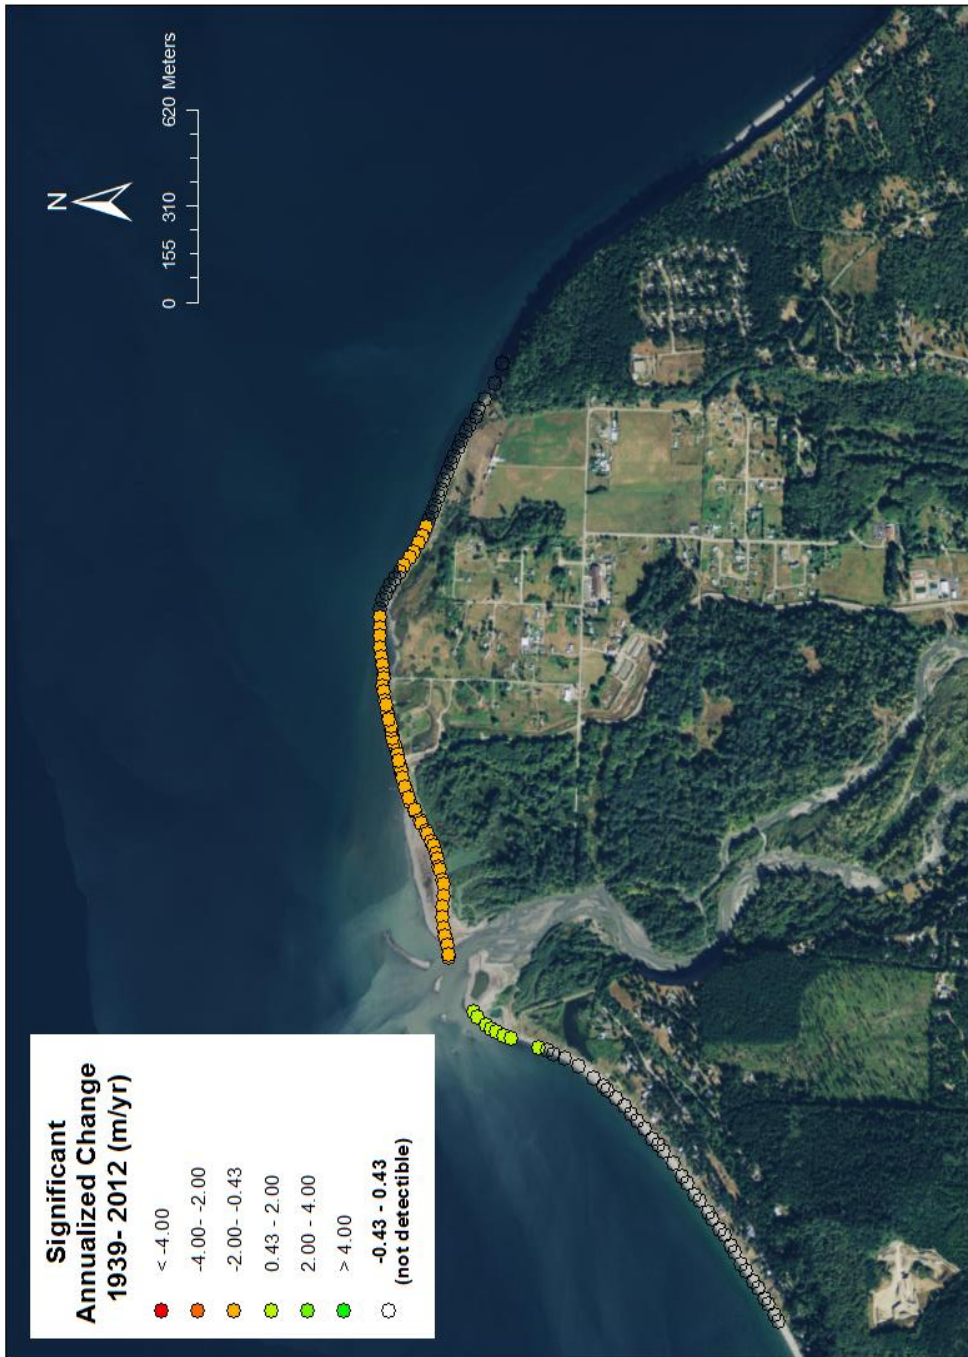 Significant
Annualized Change
1939- 2012 (m/yr)
< -4.00
-4.00- -2.00
-2.00 - -0.43
0.43 - 2.00
2.00 - 4.00
> 4.00
-0.43 - 0.43
(not detectible)
N
0 155 310 620 Meters